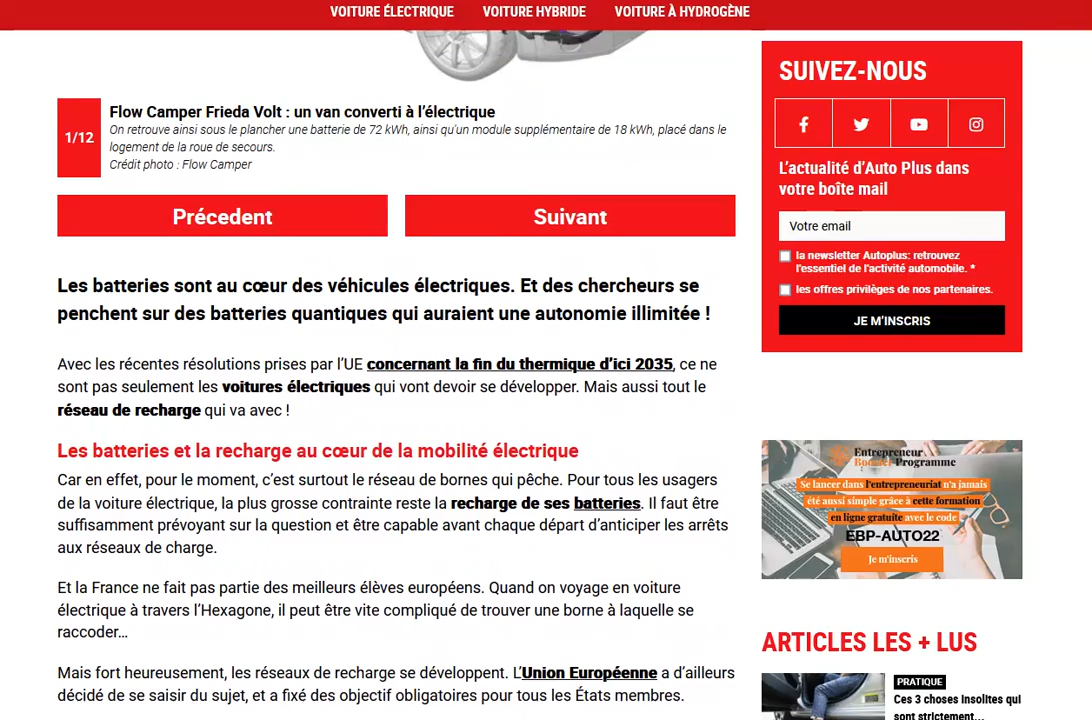 VOITURE ÉLECTRIQUE VOITURE HYBRIDE VOITURE À HYDROGÈNE
1/12
Flow Camper Frieda Volt : un van converti à l’électrique
On retrouve ainsi sous le plancher une batterie de 72 kWh, ainsi qu'un module supplémentaire de 18 kWh, placé dans le
logement de la roue de secours.
Crédit photo : Flow Camper
Précedent
Suivant
Les batteries sont au cœur des véhicules électriques. Et des chercheurs se
penchent sur des batteries quantiques qui auraient une autonomie illimitée !
Avec les récentes résolutions prises par l’UE concernant la fin du thermique d’ici 2035, ce ne
sont pas seulement les voitures électriques qui vont devoir se développer. Mais aussi tout le
réseau de recharge qui va avec !
Les batteries et la recharge au cœur de la mobilité électrique
Car en effet, pour le moment, c’est surtout le réseau de bornes qui pêche. Pour tous les usagers
de la voiture électrique, la plus grosse contrainte reste la recharge de ses batteries. Il faut être
suffisamment prévoyant sur la question et être capable avant chaque départ d’anticiper les arrêts
aux réseaux de charge.
Et la France ne fait pas partie des meilleurs élèves européens. Quand on voyage en voiture
électrique à travers l’Hexagone, il peut être vite compliqué de trouver une borne à laquelle se
raccoder…
Mais fort heureusement, les réseaux de recharge se développent. L’Union Européenne a d’ailleurs
décidé de se saisir du sujet, et a fixé des objectif obligatoires pour tous les États membres.
SUIVEZ-NOUS
L’actualité d’Auto Plus dans
votre boîte mail
Votre email
la newsletter Autoplus: retrouvez
l'essentiel de l'activité automobile. *
les offres privilèges de nos partenaires.
JE M’INSCRIS
Entrepreneur
Booster Programme
Se lancer dans l'entrepreneuriat n'a jamais
été aussi simple grâce à cette formation
en ligne gratuite avec le code
EBP-AUTO22
Je m'inscris
ARTICLES LES + LUS
PRATIQUE
Ces 3 choses insolites qui
sont strictement...